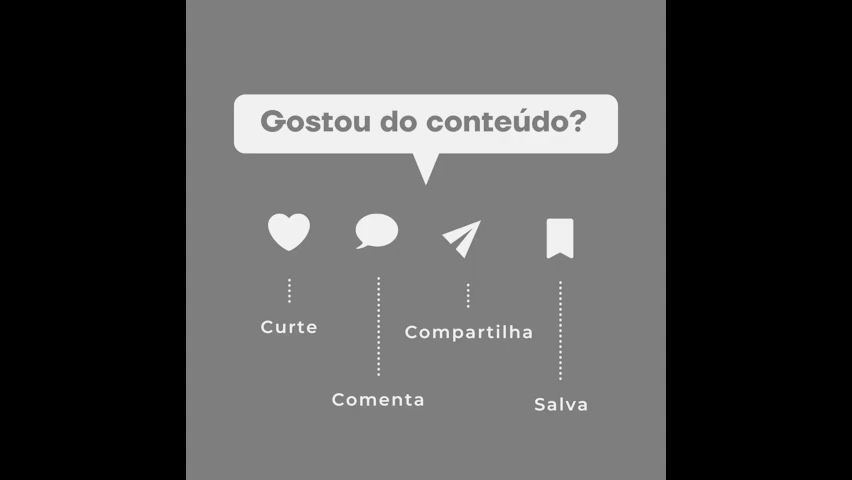 Gostou do conteúdo?
Curte
Compartilha
Comenta
Salva